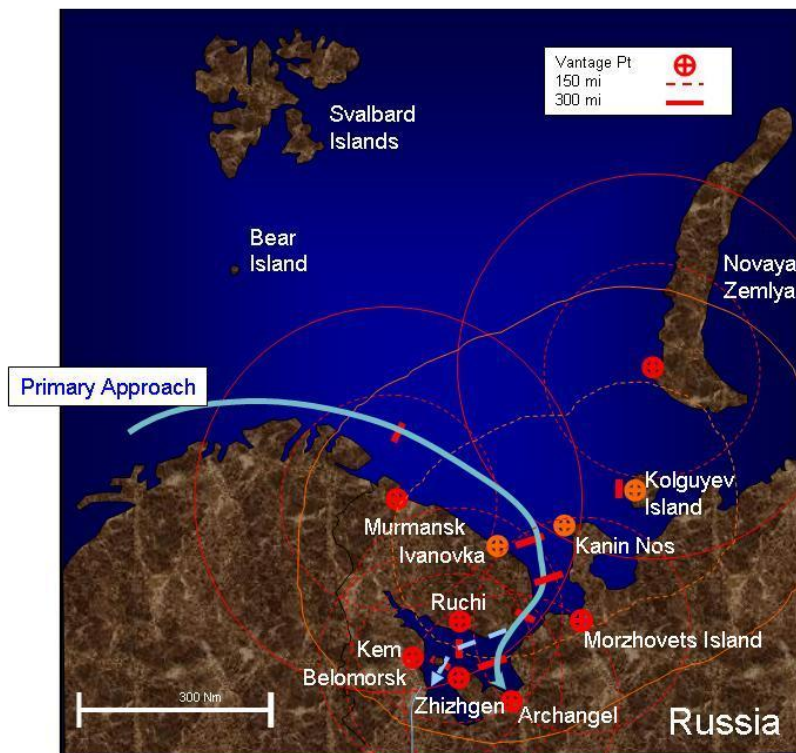 Vantage Pt
150 mi
300 mi
Svalbard
Islands
Bear
Island
Novaya
Zemlya
Primary Approach
Kolguyev
Island
Murmansk
Ivanovka
Kanin Nos
Ruchi
Morzhovets Island
Kem
Belomorsk
Zhizhgen
Archangel
300 Nm
Russia